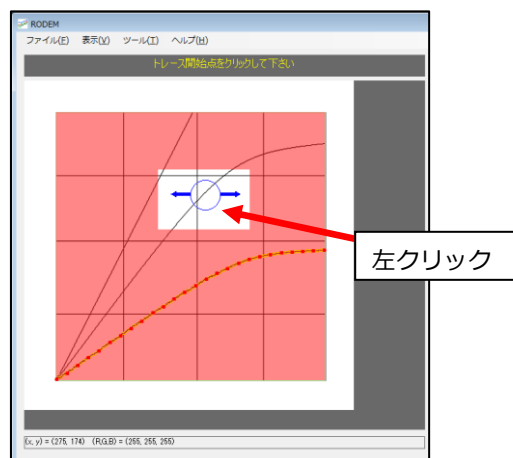 RODEM
ファイル(F) 表示(V) ツール(T) ヘルプ(H)
トレース開始点をクリックして下さい
左クリック
(x, y) = (275, 174) (R,G,B) = (255, 255, 255)